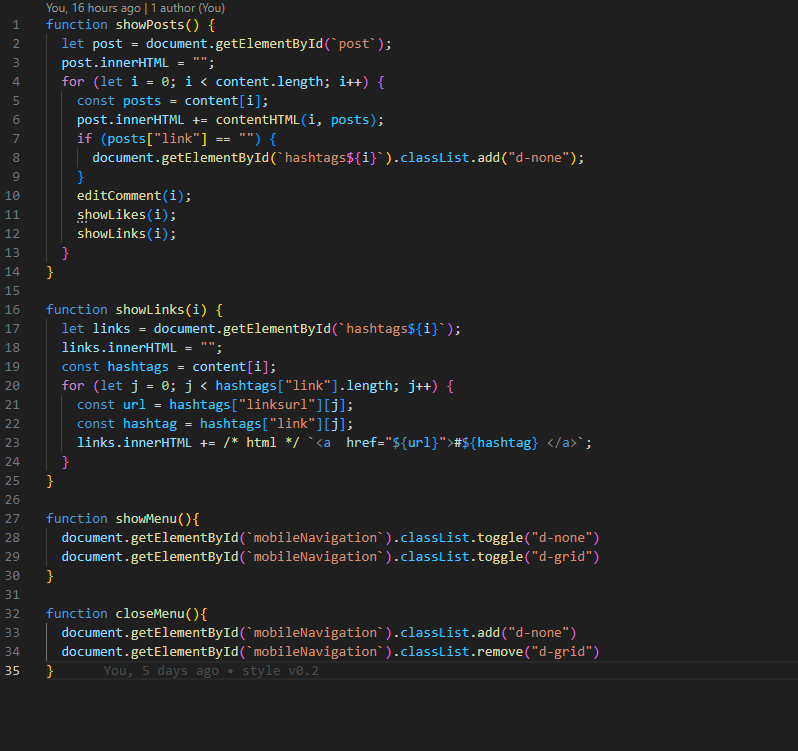 You, 16 hours ago | 1 author (You)
1 function showPosts() {
2 let post = document.getElementById(`post`);
3 post.innerHTML = "";
4 for (let i = 0; i < content.length; i++) {
5 const posts = content[i];
6 post.innerHTML += contentHTML(i, posts);
7 if (posts["link"] == "") {
8 document.getElementById(`hashtags${i}`).classList.add("d-none");
9 }
10 editComment(i);
11 showLikes(i);
12 showLinks(i);
13 }
14 }
15
16 function showLinks(i) {
17 let links = document.getElementById(`hashtags${i}`);
18 links.innerHTML = "";
19 const hashtags = content[i];
20 for (let j = 0; j < hashtags["link"].length; j++) {
21 const url = hashtags["linksurl"][j];
22 const hashtag = hashtags["link"][j];
23 links.innerHTML += /* html */ `<a  href="${url}">#${hashtag} </a>`;
24 }
25 }
26
27 function showMenu(){
28 document.getElementById(`mobileNavigation`).classList.toggle("d-none")
29 document.getElementById(`mobileNavigation`).classList.toggle("d-grid")
30 }
31
32 function closeMenu(){
33 document.getElementById(`mobileNavigation`).classList.add("d-none")
34 document.getElementById(`mobileNavigation`).classList.remove("d-grid")
35 } You, 5 days ago • style v0.2